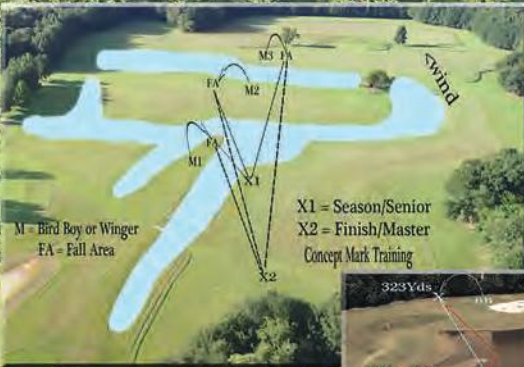 M3
FA
<wind
FA
M2
FA
M1
X1
X1 = Season/Senior
X2 = Finish/Master
Concept Mark Training
M = Bird Boy or Winger
FA = Fall Area
X2
323Yds